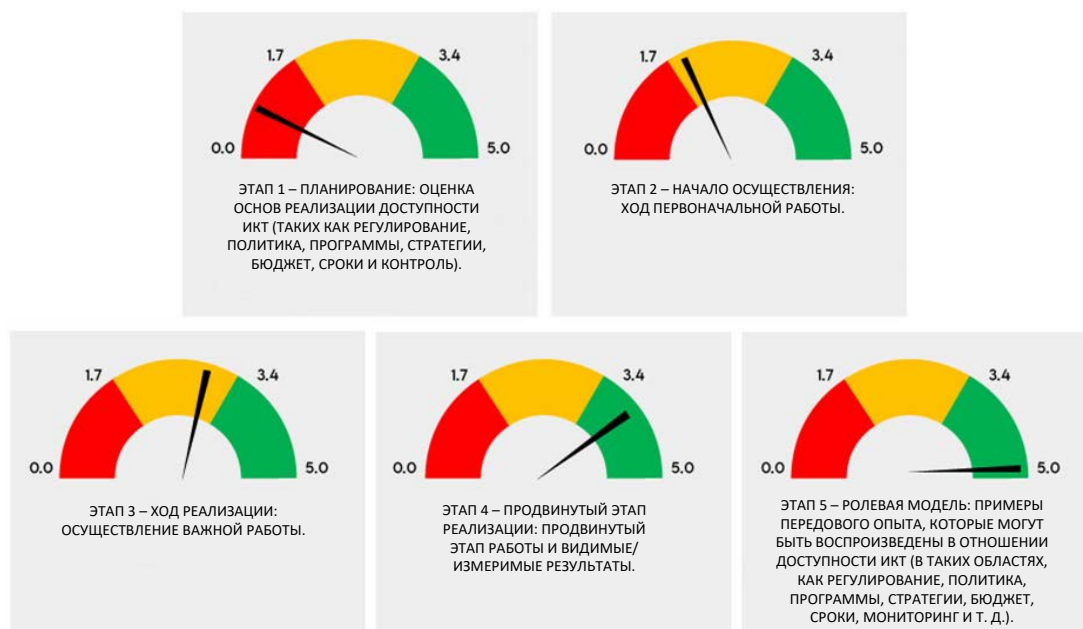 1.7
3.4
0.0
5.0
ЭТАП 1 – ПЛАНИРОВАНИЕ: ОЦЕНКА
ОСНОВ РЕАЛИЗАЦИИ ДОСТУПНОСТИ
ИКТ (ТАКИХ КАК РЕГУЛИРОВАНИЕ,
ПОЛИТИКА, ПРОГРАММЫ, СТРАТЕГИИ,
БЮДЖЕТ, СРОКИ И КОНТРОЛЬ).
1.7
3.4
0.0
5.0
ЭТАП 2 – НАЧАЛО ОСУЩЕСТВЛЕНИЯ:
ХОД ПЕРВОНАЧАЛЬНОЙ РАБОТЫ.
1.7
3.4
0.0
5.0
ЭТАП 3 – ХОД РЕАЛИЗАЦИИ:
ОСУЩЕСТВЛЕНИЕ ВАЖНОЙ РАБОТЫ.
1.7
3.4
0.0
5.0
ЭТАП 4 – ПРОДВИНУТЫЙ ЭТАП
РЕАЛИЗАЦИИ: ПРОДВИНУТЫЙ
ЭТАП РАБОТЫ И ВИДИМЫЕ/
ИЗМЕРИМЫЕ РЕЗУЛЬТАТЫ.
1.7
3.4
0.0
5.0
ЭТАП 5 – РОЛЕВАЯ МОДЕЛЬ: ПРИМЕРЫ
ПЕРЕДОВОГО ОПЫТА, КОТОРЫЕ МОГУТ
БЫТЬ ВОСПРОИЗВЕДЕНЫ В ОТНОШЕНИИ
ДОСТУПНОСТИ ИКТ (В ТАКИХ ОБЛАСТЯХ,
КАК РЕГУЛИРОВАНИЕ, ПОЛИТИКА,
ПРОГРАММЫ, СТРАТЕГИИ, БЮДЖЕТ,
СРОКИ, МОНИТОРИНГ И Т. Д.).